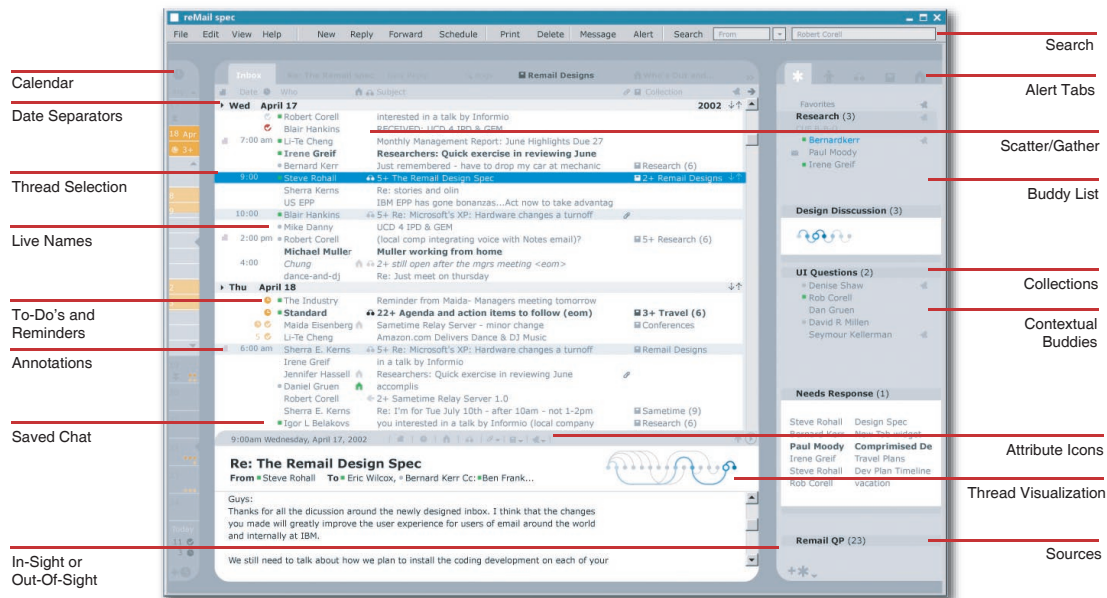 reMail spec
File Edit View Help New Reply Forward Schedule Print Delete Message Alert Search From Robert Corell
Search
Calendar
Alert Tabs
Date Separators
Scatter/Gather
Thread Selection
Buddy List
Live Names
Collections
To-Do's and
Reminders
Contextual
Buddies
Annotations
Saved Chat
Attribute Icons
Thread Visualization
In-Sight or
Out-Of-Sight
Sources
18 Apr
3+
Today
11
Inbox Re: The Remail Spec Remail Designs
Date Who Subject Collection
Wed April 17 2002
Robert Corell interested in a talk by Informio
Blair Hankins RECEIVED: UCD 4 IPD & GEM
7:00 am Li-Te Cheng Monthly Management Report: June Highlights Due 27
Irene Greif Researchers: Quick exercise in reviewing June
Bernard Kerr Just remembered - have to drop my car at mechanic Research (6)
9:00 Steve Rohall 5+ The Remail Design Spec 2+ Remail Designs
Sherra Kerns Re: stories and olin
US EPP IBM EPP has gone bonanzas...Act now to take advantag
10:00 Blair Hankins 5+ Re: Microsoft's XP: Hardware changes a turnoff
Mike Danny UCD 4 IPD & GEM
2:00 pm Robert Corell (local comp integrating voice with Notes email)? 5+ Research (6)
Michael Muller Muller working from home
4:00 Chung 2+ still open after the mgrs meeting <eom>
dance-and-dj Re: Just meet on thursday
Thu April 18
The Industry Reminder from Maida- Managers meeting tomorrow
Standard 22+ Agenda and action items to follow (eom) 3+ Travel (6)
Maida Eisenberg Sametime Relay Server - minor change Conferences
5 Li-Te Cheng Amazon.com Delivers Dance & DJ Music
6:00 am Sherra E. Kerns 5+ Re: Microsoft's XP: Hardware changes a turnoff Remail Designs
Irene Greif in a talk by Informio
Jennifer Hassell Researchers: Quick exercise in reviewing June
Daniel Gruen accomplis
Robert Corell 2+ Sametime Relay Server 1.0
Sherra E. Kerns Re: I'm for Tue July 10th - after 10am - not 1-2pm Sametime (9)
Igor L Belakovs you interested in a talk by Informio (local company Research (6)
9:00am Wednesday, April 17, 2002
Re: The Remail Design Spec
From Steve Rohall To Eric Wilcox, Bernard Kerr Cc: Ben Frank...
Guys:
Thanks for all the dicussion around the newly designed inbox. I think that the changes
you made will greatly improve the user experience for users of email around the world
and internally at IBM.
We still need to talk about how we plan to install the coding development on each of your
Favorites
Research (3)
Bernardkerr
Paul Moody
Irene Greif
Design Disscussion (3)
UI Questions (2)
Denise Shaw
Rob Corell
Dan Gruen
David R Millen
Seymour Kellerman
Needs Response (1)
Steve Rohall Design Spec
Bernard Kerr New Tab widget
Paul Moody Comprimised De
Irene Greif Travel Plans
Steve Rohall Dev Plan Timeline
Rob Corell vacation
Remail QP (23)